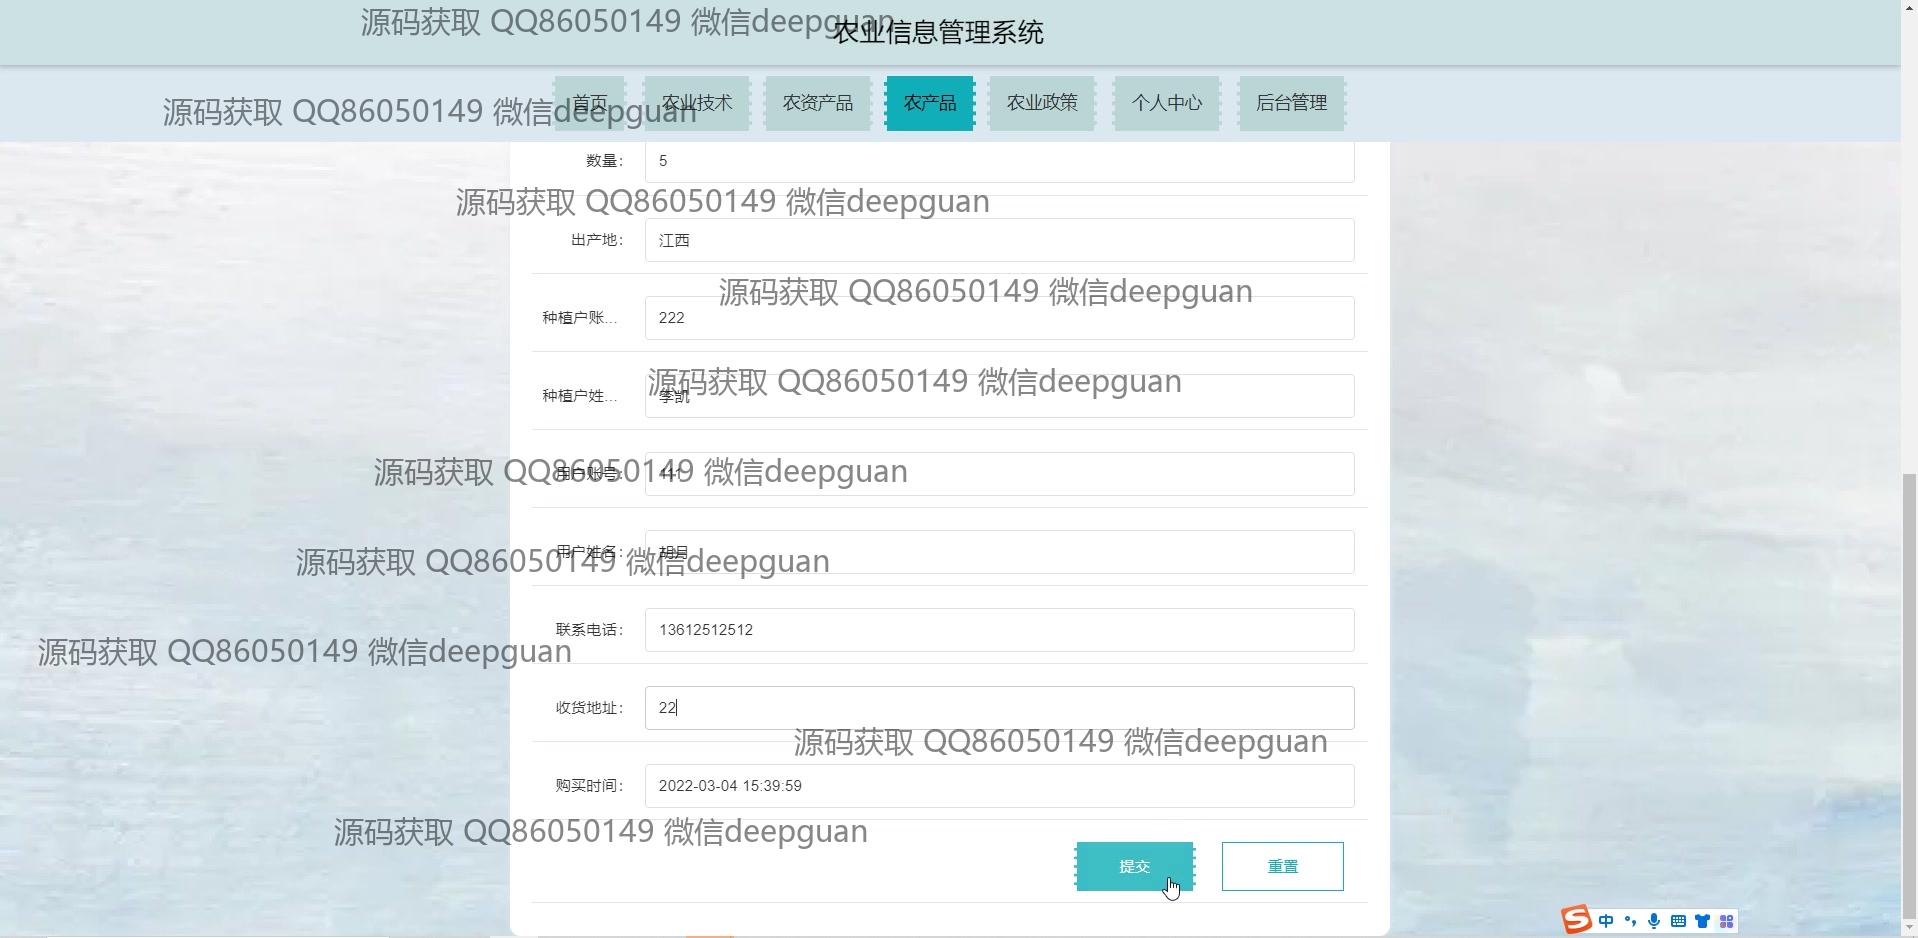 源码获取 QQ86050149 微信deepguan
农业信息管理系统
首页 农业技术 农资产品 农产品 农业政策 个人中心 后台管理
源码获取 QQ86050149 微信deepguan
数量： 5
源码获取 QQ86050149 微信deepguan
出产地： 江西
源码获取 QQ86050149 微信deepguan
种植户账... 222
源码获取 QQ86050149 微信deepguan
种植户姓... 李凯
源码获取 QQ86050149 微信deepguan
用户账号： 111
用户姓名： 胡月
源码获取 QQ86050149 微信deepguan
联系电话： 13612512512
源码获取 QQ86050149 微信deepguan
收货地址： 22
源码获取 QQ86050149 微信deepguan
购买时间： 2022-03-04 15:39:59
源码获取 QQ86050149 微信deepguan
提交 重置
中